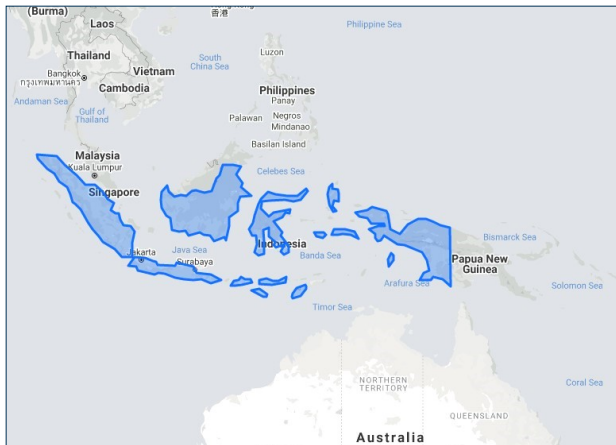 (Burma)
Laos
香港
Philippine Sea
Thailand
South
China Sea
Luzon
Vietnam
Bangkok
กรุงเทพมหานคร
Cambodia
Philippines
Panay
Andaman Sea
Gulf of
Thailand
Palawan
Negros
Mindanao
Basilan Island
Malaysia
Kuala Lumpur
Celebes Sea
Singapore
Bismarck Sea
Java Sea
Indonesia
Jakarta
Surabaya
Banda Sea
Papua New
Guinea
Arafura Sea
Solomon Sea
Timor Sea
NORTHERN
TERRITORY
Coral Sea
QUEENSLAND
Australia